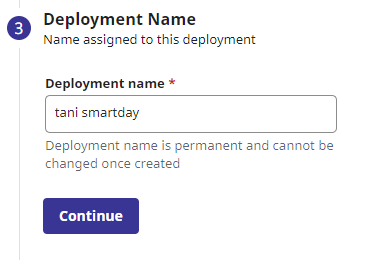 3
Deployment Name
Name assigned to this deployment
Deployment name *
tani smartday
Deployment name is permanent and cannot be
changed once created
Continue